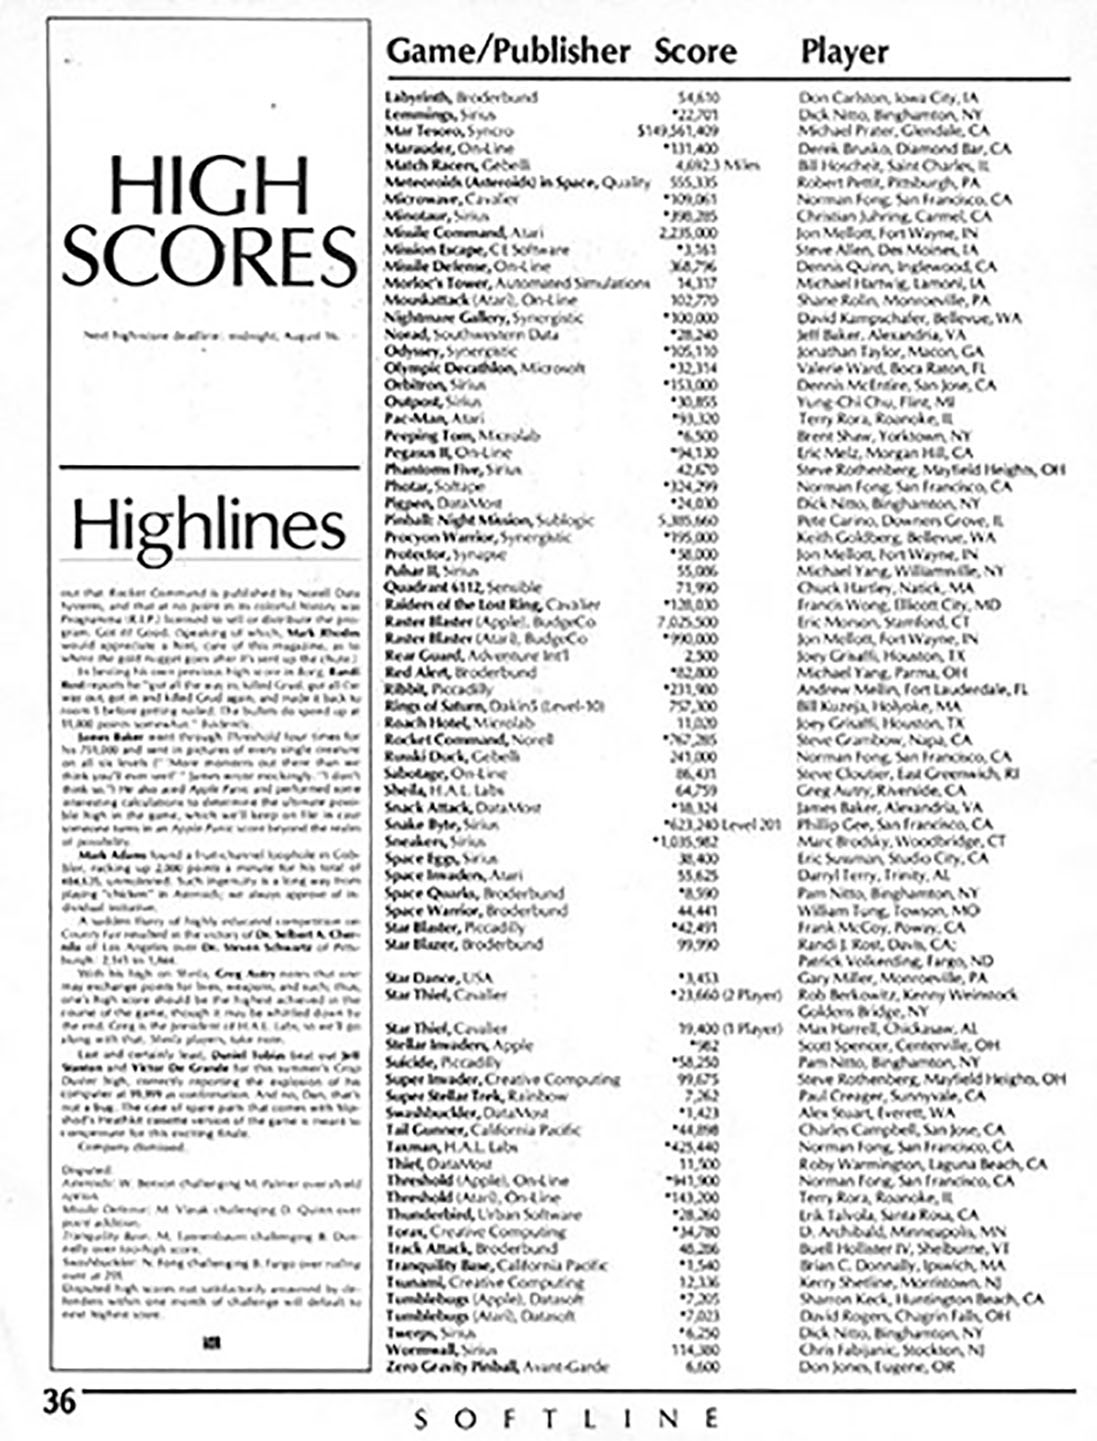 HIGH
SCORES
Next high-score deadline: midnight, August 16.
Highlines
out that Rocket Command is published by Norell Data
Systems, and that at no point in its colorful history was
Programma (R.I.P.) licensed to sell or distribute the pro-
gram. Got it? Good. Speaking of which, Mark Rhodes
would appreciate a hint, care of this magazine, as to
where the gold nugget goes after it's sent up the chute.)
In besting his own previous high score in Borg, Randi
Rost reports he "got all the way in, killed Grud, got all the
way out, got in and killed Grud again, and made it back to
room 5 before getting nailed. The bullets do speed up at
11,000 points somewhat." Evidently.
James Baker went through Threshold four times for
his 751,000 and sent in pictures of every single creature
on all six levels (" 'More monsters out there than we
think you'll ever see!' " James wrote mockingly. "I don't
think so.") He also aced Apple Panic and performed some
interesting calculations to determine the ultimate possi-
ble high in the game, which we'll keep on file in case
someone turns in an Apple Panic score beyond the realm
of possibility.
Mark Adams found a fruit-channel loophole in Gob-
bler, racking up 2,000 points a minute for his total of
unmolested. Such ingenuity is a long way from
playing "chicken" in Asteroids; we always approve of in-
dividual initiative.
A sudden flurry of highly educated competition on
County Fair resulted in the victory of Dr. Selbert A. Cher-
of Los Angeles over Dr. Steven Schwartz of Pitts-
burgh:
With his high on Sheila, Greg Autry notes that one
may exchange points for lives, weapons, and such; thus,
one's high score should be the highest achieved in the
course of the game, though it may be whittled down by
the end. Greg is the president of H.A.L. Labs, so we'll go
along with that. Sheila players, take note.
Last and certainly least, Daniel Tobias beat out Jeff
Stanton and Victor De Grande for this summer's Crop
Duster high, correctly reporting the explosion of his
computer at 99,999 as confirmation. And no, Dan, that's
not a bug. The case of spare parts that comes with
Heathkit cassette version of the game is meant to
compensate for this exciting finale.
Company dismissed.
Disputed:
Asteroids: W. Benson challenging M. Palmer over shield
option.
Missile Defense: M. Vlasak challenging D. Quinn over
point addition.
Tranquility Base: M. Tannenbaum challenging B. Don-
nelly over too-high score.
Swashbuckler: N. Fong challenging B. Fargo over rolling
over at 255.
Disputed high scores not satisfactorily answered by de-
fenders within one month of challenge will default to
next highest score.
Game/Publisher Score Player
Labyrinth, Broderbund 54,610 Don Carlston, Iowa City, IA
Lemmings, Sirius *22,701 Dick Nitto, Binghamton, NY
Mar Tesoro, Syncro $149,561,409 Michael Prater, Glendale, CA
Marauder, On-Line *131,400 Derek Brusko, Diamond Bar, CA
Match Racers, Gebelli 4,692.3 Miles Bill Hoscheit, Saint Charles, IL
Meteoroids (Asteroids) in Space, Quality 555,335 Robert Pettit, Pittsburgh, PA
Microwave, Cavalier *109,061 Norman Fong, San Francisco, CA
Minotaur, Sirius *398,285 Christian Juhring, Carmel, CA
Missile Command, Atari 2,235,000 Jon Mellott, Fort Wayne, IN
Mission Escape, CE Software *3,161 Steve Allen, Des Moines, IA
Missile Defense, On-Line 368,796 Dennis Quinn, Inglewood, CA
Morloc's Tower, Automated Simulations 14,317 Michael Hartwig, Lamoni, IA
Mouskattack (Atari), On-Line 102,770 Shane Rolin, Monroeville, PA
Nightmare Gallery, Synergistic *100,000 David Kampschafer, Bellevue, WA
Norad, Southwestern Data *28,240 Jeff Baker, Alexandria, VA
Odyssey, Synergistic *105,110 Jonathan Taylor, Macon, GA
Olympic Decathlon, Microsoft *32,314 Valerie Ward, Boca Raton, FL
Orbitron, Sirius *153,000 Dennis McEntire, San Jose, CA
Outpost, Sirius *30,855 Yung-Chi Chu, Flint, MI
Pac-Man, Atari *93,320 Terry Rora, Roanoke, IL
Peeping Tom, Microlab *6,500 Brent Shaw, Yorktown, NY
Pegasus II, On-Line *94,130 Eric Melz, Morgan Hill, CA
Phantoms Five, Sirius 42,670 Steve Rothenberg, Mayfield Heights, OH
Photar, Softape *324,299 Norman Fong, San Francisco, CA
Pigpen, DataMost *24,030 Dick Nitto, Binghamton, NY
Pinball: Night Mission, Sublogic 5,385,660 Pete Carino, Downers Grove, IL
Procyon Warrior, Synergistic *195,000 Keith Goldberg, Bellevue, WA
Protector, Synapse *58,000 Jon Mellott, Fort Wayne, IN
Pulsar II, Sirius 55,086 Michael Yang, Williamsville, NY
Quadrant 6112, Sensible 71,990 Chuck Hartley, Natick, MA
Raiders of the Lost Ring, Cavalier *128,030 Francis Wong, Ellicott City, MD
Raster Blaster (Apple), BudgeCo 7,025,500 Eric Monson, Stamford, CT
Raster Blaster (Atari), BudgeCo *990,000 Jon Mellott, Fort Wayne, IN
Rear Guard, Adventure Int'l 2,500 Joey Grisaffi, Houston, TX
Red Alert, Broderbund *82,800 Michael Yang, Parma, OH
Ribbit, Piccadilly *231,900 Andrew Mellin, Fort Lauderdale, FL
Rings of Saturn, Dakin5 (Level-10) 757,300 Bill Kuzeja, Holyoke, MA
Roach Hotel, Microlab 11,020 Joey Grisaffi, Houston, TX
Rocket Command, Norell *767,285 Steve Grambow, Napa, CA
Russki Duck, Gebelli 241,000 Norman Fong, San Francisco, CA
Sabotage, On-Line 86,431 Steve Cloutier, East Greenwich, RI
Sheila, H.A.L. Labs 64,759 Greg Autry, Riverside, CA
Snack Attack, DataMost *18,324 James Baker, Alexandria, VA
Snake Byte, Sirius *623,240 Level 201 Phillip Gee, San Francisco, CA
Sneakers, Sirius *1,035,982 Marc Brodsky, Woodbridge, CT
Space Eggs, Sirius 38,400 Eric Sussman, Studio City, CA
Space Invaders, Atari 55,625 Darryl Terry, Trinity, AL
Space Quarks, Broderbund *8,590 Pam Nitto, Binghamton, NY
Space Warrior, Broderbund 44,441 William Tung, Towson, MD
Star Blaster, Piccadilly *42,491 Frank McCoy, Poway, CA
Star Blazer, Broderbund 99,990 Randi J. Rost, Davis, CA;
Patrick Volkerding, Fargo, ND
Star Dance, USA *3,453 Gary Miller, Monroeville, PA
Star Thief, Cavalier *23,660 (2 Player) Rob Berkowitz, Kenny Weinstock
Goldens Bridge, NY
Star Thief, Cavalier 19,400 (1 Player) Max Harrell, Chickasaw, AL
Stellar Invaders, Apple *982 Scott Spencer, Centerville, OH
Suicide, Piccadilly *58,250 Pam Nitto, Binghamton, NY
Super Invader, Creative Computing 99,675 Steve Rothenberg, Mayfield Heights, OH
Super Stellar Trek, Rainbow 7,262 Paul Creager, Sunnyvale, CA
Swashbuckler, DataMost *1,423 Alex Stuart, Everett, WA
Tail Gunner, California Pacific *44,898 Charles Campbell, San Jose, CA
Taxman, H.A.L. Labs *425,440 Norman Fong, San Francisco, CA
Thief, DataMost 11,500 Roby Warmington, Laguna Beach, CA
Threshold (Apple), On-Line *941,900 Norman Fong, San Francisco, CA
Threshold (Atari), On-Line *143,200 Terry Rora, Roanoke, IL
Thunderbird, Urban Software *28,260 Erik Talvola, Santa Rosa, CA
Torax, Creative Computing *34,780 D. Archibald, Minneapolis, MN
Track Attack, Broderbund 48,286 Buell Hollister IV, Shelburne, VT
Tranquility Base, California Pacific *1,540 Brian C. Donnally, Ipswich, MA
Tsunami, Creative Computing 12,336 Kerry Shetline, Morristown, NJ
Tumblebugs (Apple), Datasoft *7,205 Sharron Keck, Huntington Beach, CA
Tumblebugs (Atari), Datasoft *7,023 David Rogers, Chagrin Falls, OH
Twerps, Sirius *6,250 Dick Nitto, Binghamton, NY
Wormwall, Sirius 114,380 Chris Fabijanic, Stockton, NJ
Zero Gravity Pinball, Avant-Garde 6,600 Don Jones, Eugene, OR
36
SOFTLINE